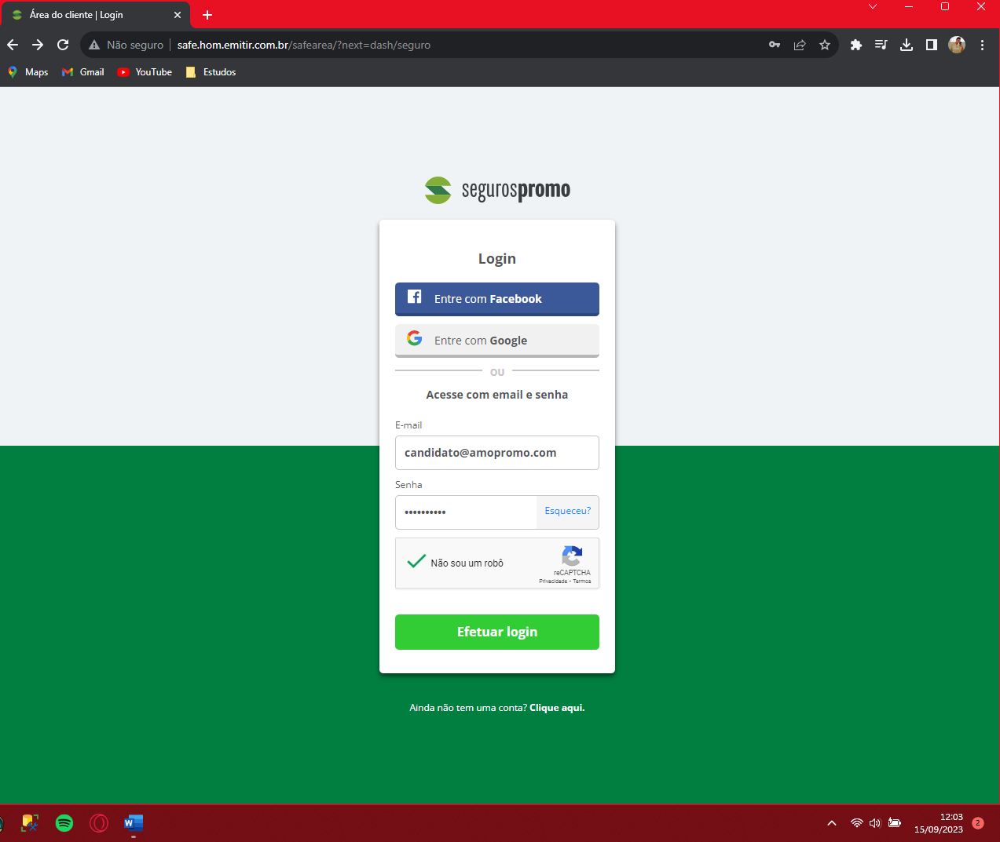 Área do cliente | Login
Não seguro
safe.hom.emitir.com.br/safearea/?next=dash/seguro
Maps
Gmail
YouTube
Estudos
segurospromo
Login
Entre com Facebook
Entre com Google
OU
Acesse com email e senha
E-mail
candidato@amopromo.com
Senha
••••••••••
Esqueceu?
Não sou um robô
reCAPTCHA
Privacidade - Termos
Efetuar login
Ainda não tem uma conta? Clique aqui.
W
12:03
15/09/2023
2